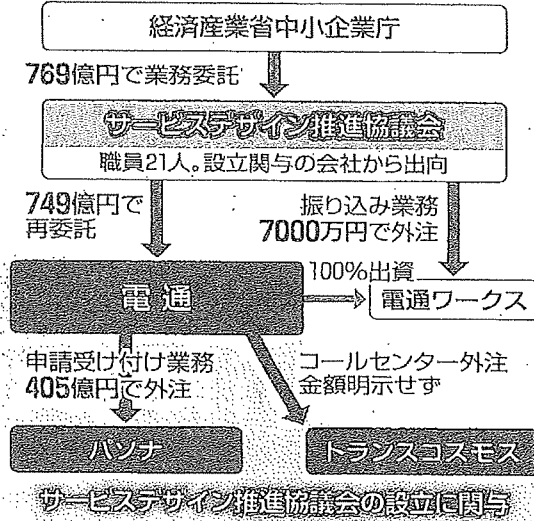 経済産業省中小企業庁
769億円で業務委託
サービスデザイン推進協議会
職員21人。設立関与の会社から出向
749億円で
再委託
振り込み業務
7000万円で外注
電通
100%出資
電通ワークス
申請受け付け業務
405億円で外注
コールセンター外注
金額明示せず
パソナ
トランスコスモス
サービスデザイン推進協議会の設立に関与